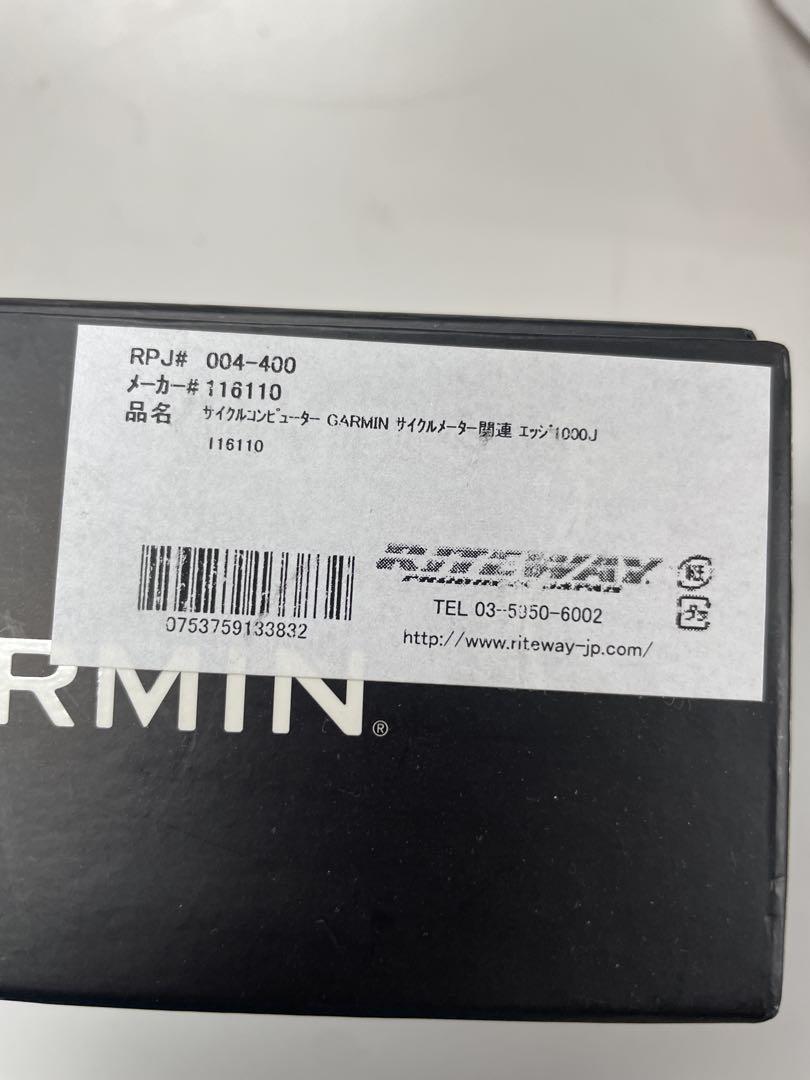 RPJ# 004-400
メーカー# 116110
品名 サイクルコンピューター GARMIN サイクルメーター関連 エッジ1000J
116110
RITEWAY
PRODUCTS JAPAN
0753759133832
TEL 03-5950-6002
http://www.riteway-jp.com/
RMIN®